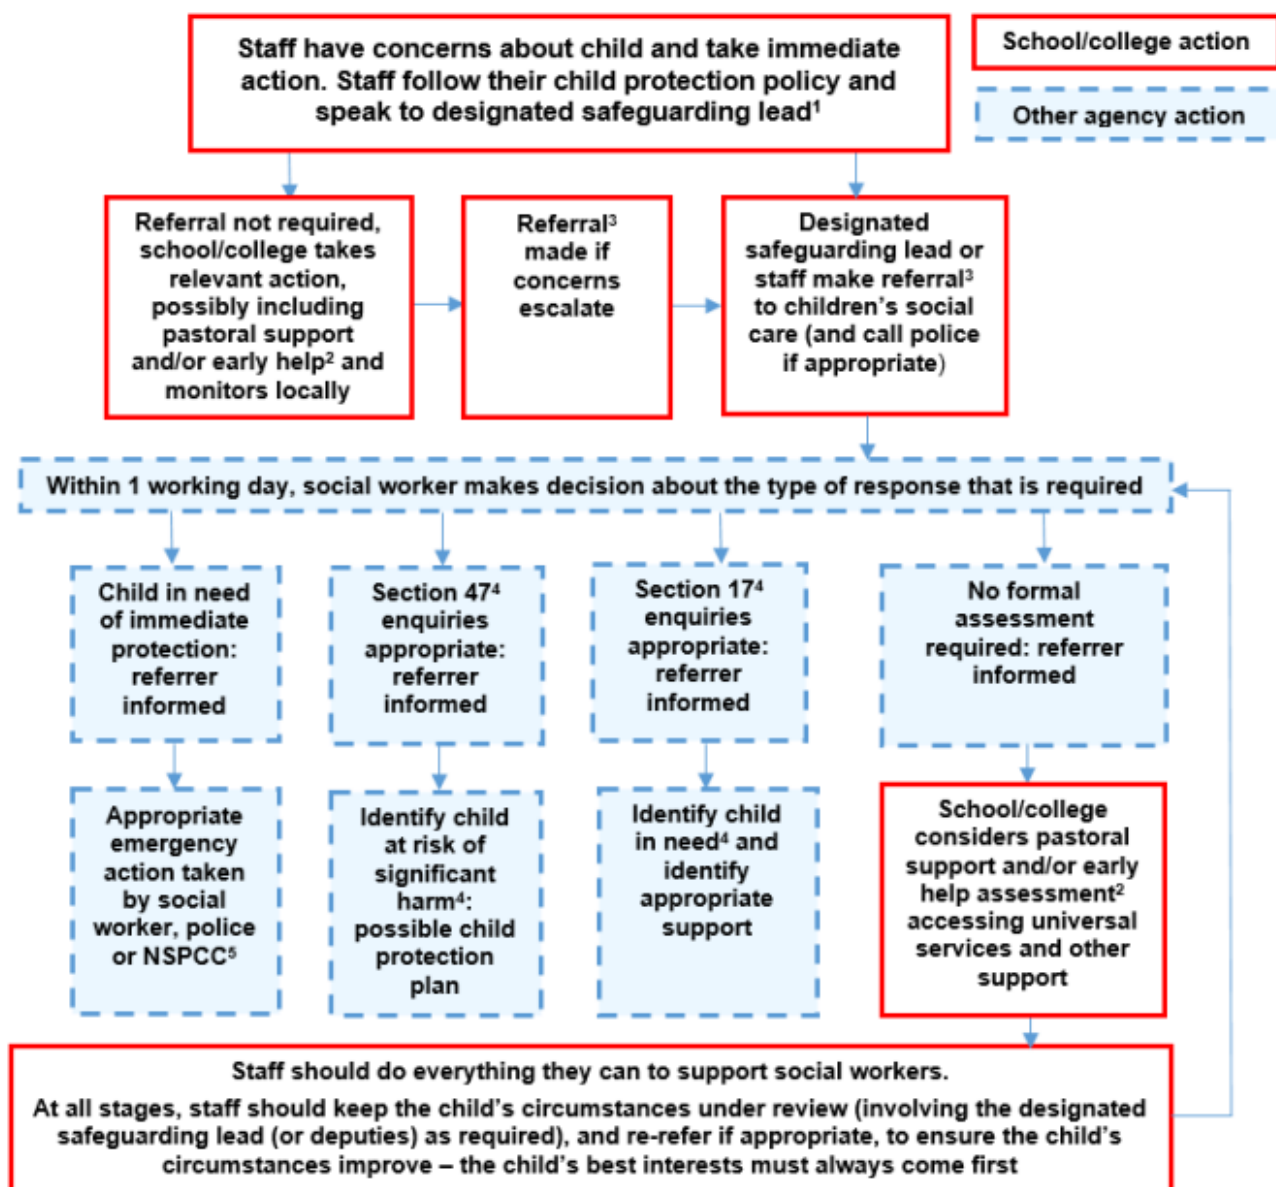 Staff have concerns about child and take immediate
action. Staff follow their child protection policy and
speak to designated safeguarding lead¹
School/college action
Other agency action
Referral not required,
school/college takes
relevant action,
possibly including
pastoral support
and/or early help² and
monitors locally
Referral³
made if
concerns
escalate
Designated
safeguarding lead or
staff make referral³
to children's social
care (and call police
if appropriate)
Within 1 working day, social worker makes decision about the type of response that is required
Child in need
of immediate
protection:
referrer
informed
Section 47⁴
enquiries
appropriate:
referrer
informed
Section 17⁴
enquiries
appropriate:
referrer
informed
No formal
assessment
required: referrer
informed
Appropriate
emergency
action taken
by social
worker, police
or NSPCC⁵
Identify child
at risk of
significant
harm⁴:
possible child
protection
plan
Identify child
in need⁴ and
identify
appropriate
support
School/college
considers pastoral
support and/or early
help assessment²
accessing universal
services and other
support
Staff should do everything they can to support social workers.
At all stages, staff should keep the child's circumstances under review (involving the designated
safeguarding lead (or deputies) as required), and re-refer if appropriate, to ensure the child's
circumstances improve – the child's best interests must always come first